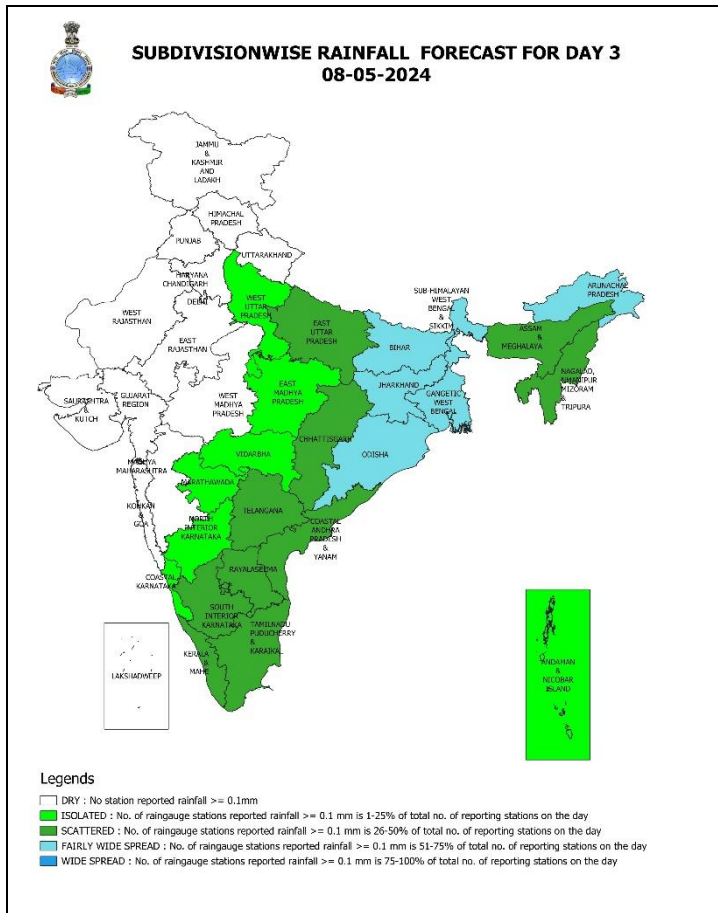 SUBDIVISIONWISE RAINFALL FORECAST FOR DAY 3
08-05-2024
JAMMU
&
KASHMIR
AND
LADAKH
HIMACHAL
PRADESH
PUNJAB
UTTARAKHAND
HARYANA
CHANDIGARH
&
DELHI
WEST
RAJASTHAN
WEST
UTTAR
PRADESH
EAST
UTTAR
PRADESH
SUB-HIMALAYAN
WEST
BENGAL
&
SIKKIM
ARUNACHAL
PRADESH
ASSAM
&
MEGHALAYA
EAST
RAJASTHAN
BIHAR
NAGALAD,
MANIPUR
MIZORAM
&
TRIPURA
SAURASHTRA
&
KUTCH
GUJARAT
REGION
WEST
MADHYA
PRADESH
EAST
MADHYA
PRADESH
JHARKHAND
GANGETIC
WEST
BENGAL
CHHATTISGARH
ODISHA
VIDARBHA
MADHYA
MAHARASHTRA
MARATHAWADA
KONKAN
&
GOA
TELANGANA
NORTH
INTERIOR
KARNATAKA
COASTAL
ANDHRA
PRADESH
&
YANAM
RAYALASEEMA
COASTAL
KARNATAKA
SOUTH
INTERIOR
KARNATAKA
TAMILNADU
PUDUCHERRY
&
KARAIKAL
KERALA
&
MAHE
LAKSHADWEEP
ANDAMAN
&
NICOBAR
ISLAND
Legends
DRY : No station reported rainfall >= 0.1mm
ISOLATED : No. of raingauge stations reported rainfall >= 0.1 mm is 1-25% of total no. of reporting stations on the day
SCATTERED : No. of raingauge stations reported rainfall >= 0.1 mm is 26-50% of total no. of reporting stations on the day
FAIRLY WIDE SPREAD : No. of raingauge stations reported rainfall >= 0.1 mm is 51-75% of total no. of reporting stations on the day
WIDE SPREAD : No. of raingauge stations reported rainfall >= 0.1 mm is 75-100% of total no. of reporting stations on the day